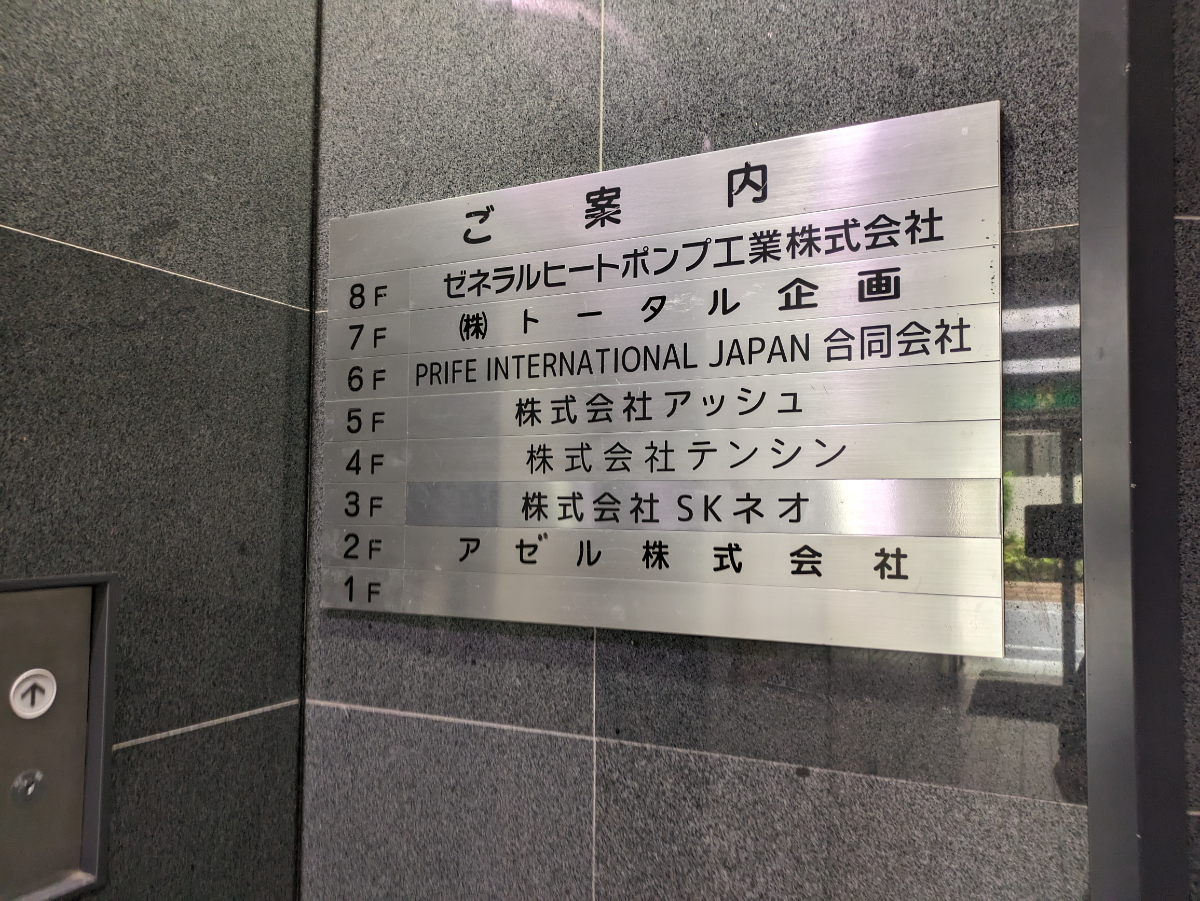 ご案内
8F ゼネラルヒートポンプ工業株式会社
7F ㈱トータル企画
6F PRIFE INTERNATIONAL JAPAN 合同会社
5F 株式会社アッシュ
4F 株式会社テンシン
3F 株式会社SKネオ
2F アゼル株式会社
1F